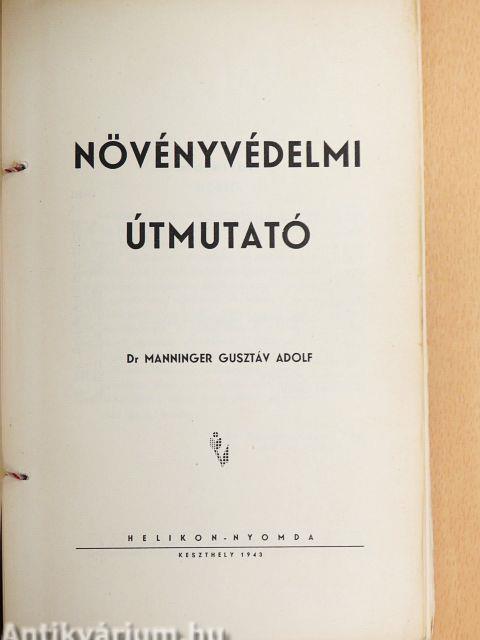 NÖVÉNYVÉDELMI
ÚTMUTATÓ
Dr MANNINGER GUSZTÁV ADOLF
HELIKON-NYOMDA
KESZTHELY 1943
Antikvárium.hu